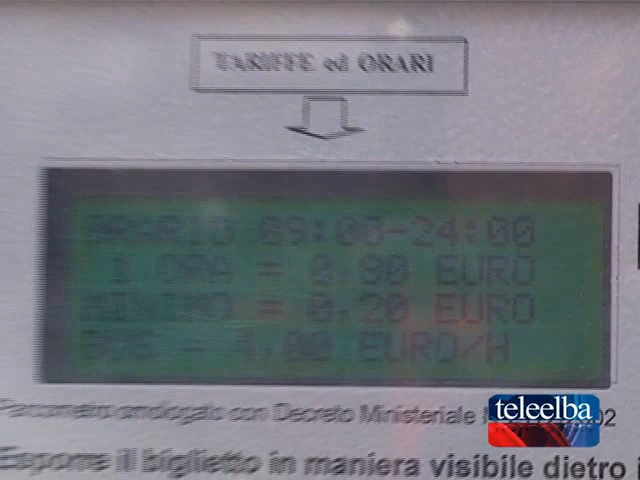 TARIFFE ed ORARI
ORARIO 09:00-24:00
1 ORA = 0,80 EURO
MINIMO = 0,20 EURO
= 4,00 EURO/H
Parcometro omologato con Decreto Ministeriale
teleelba
Esporre il biglietto in maniera visibile dietro